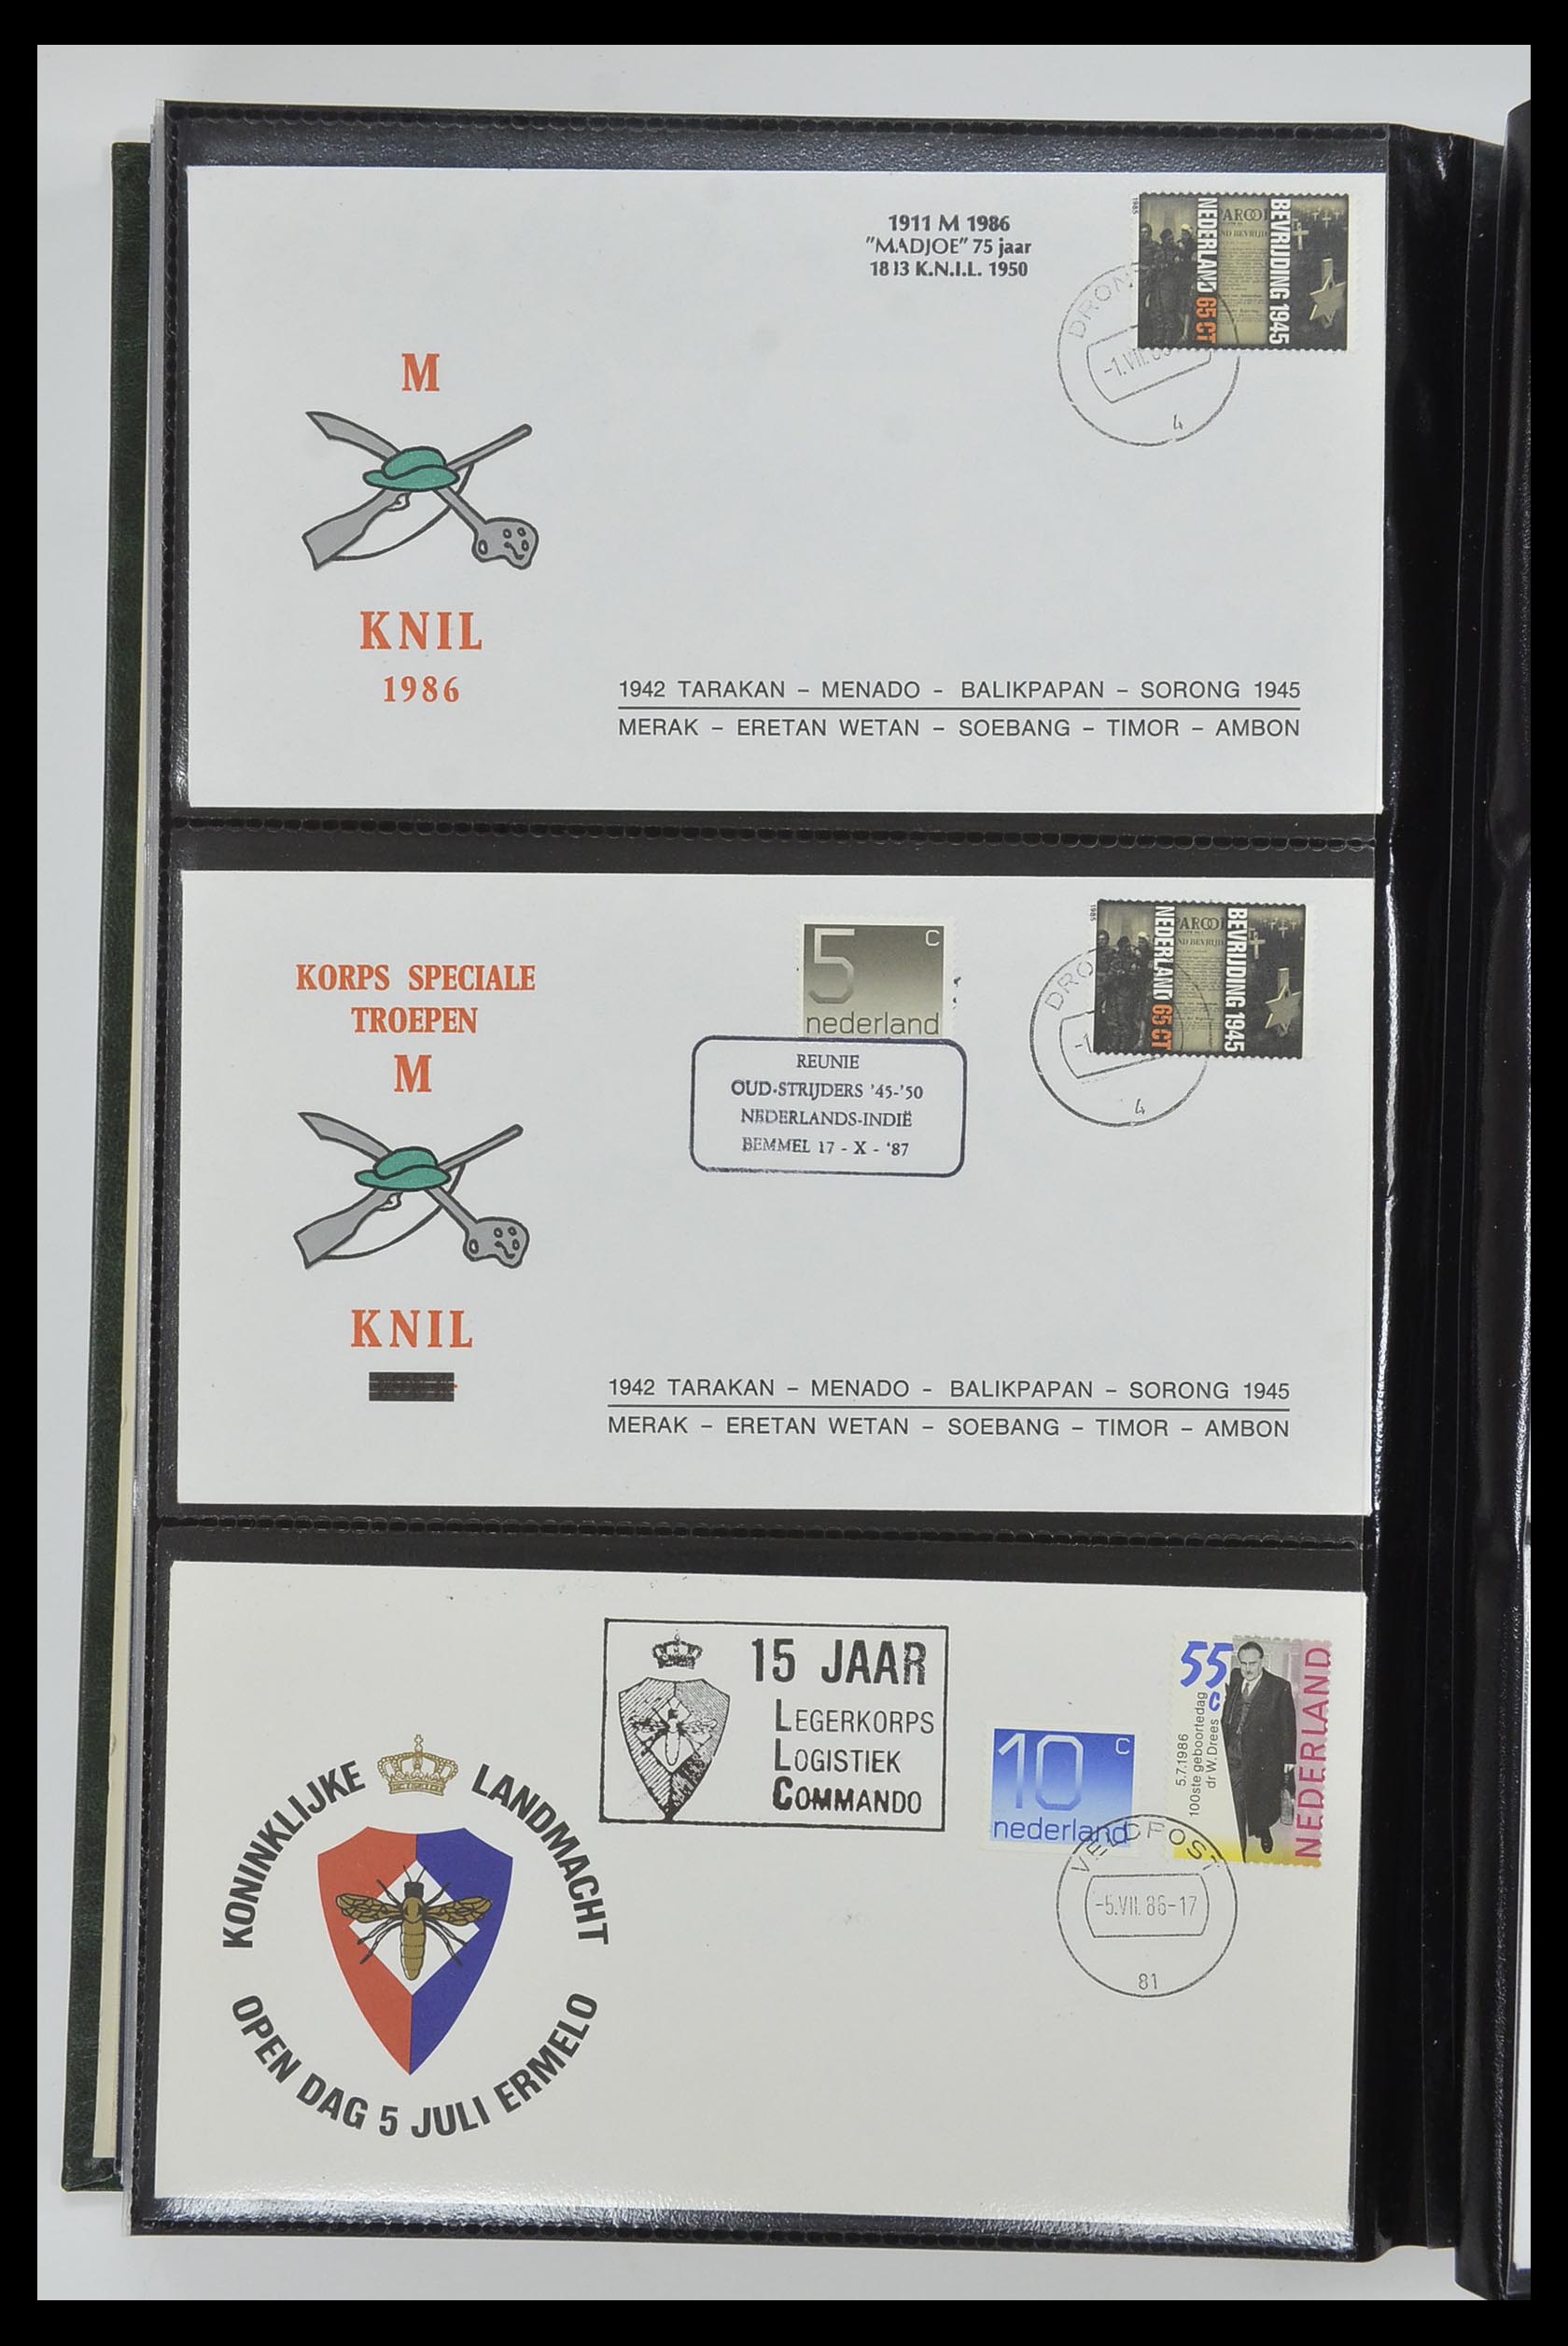 1911 M 1986
"MADJOE" 75 jaar
K.N.I.L. 1950
1985
NEDERLAND 65 CT
BEVRIJDING 1945
4
M
KNIL
1986
1942 TARAKAN – MENADO - BALIKPAPAN – SORONG 1945
MERAK – ERETAN WETAN – SOEBANG – TIMOR – AMBON
KORPS SPECIALE
TROEPEN
M
KNIL
5 C
nederland
REUNIE
OUD-STRIJDERS '45-'50
NEDERLANDS-INDIË
BEMMEL 17 - X - '87
1985
NEDERLAND 65 CT
BEVRIJDING 1945
4
1942 TARAKAN – MENADO - BALIKPAPAN – SORONG 1945
MERAK – ERETAN WETAN – SOEBANG – TIMOR – AMBON
KONINKLIJKE LANDMACHT
OPEN DAG 5 JULI ERMELO
15 JAAR
LEGERKORPS
LOGISTIEK
COMMANDO
10 C
nederland
55 c
5.7.1986
100ste geboortedag
dr W. Drees
NEDERLAND
VELDPOST
-5.VII.86-17
81